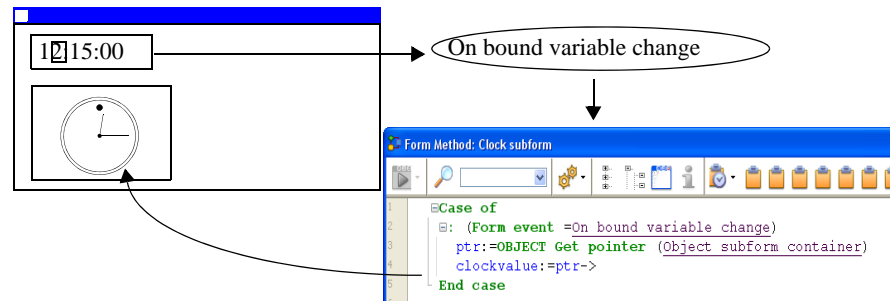 12:15:00
On bound variable change
Form Method: Clock subform
1 Case of
2 : (Form event =On bound variable change)
3 ptr:=OBJECT Get pointer (Object subform container)
4 clockvalue:=ptr->
5 End case